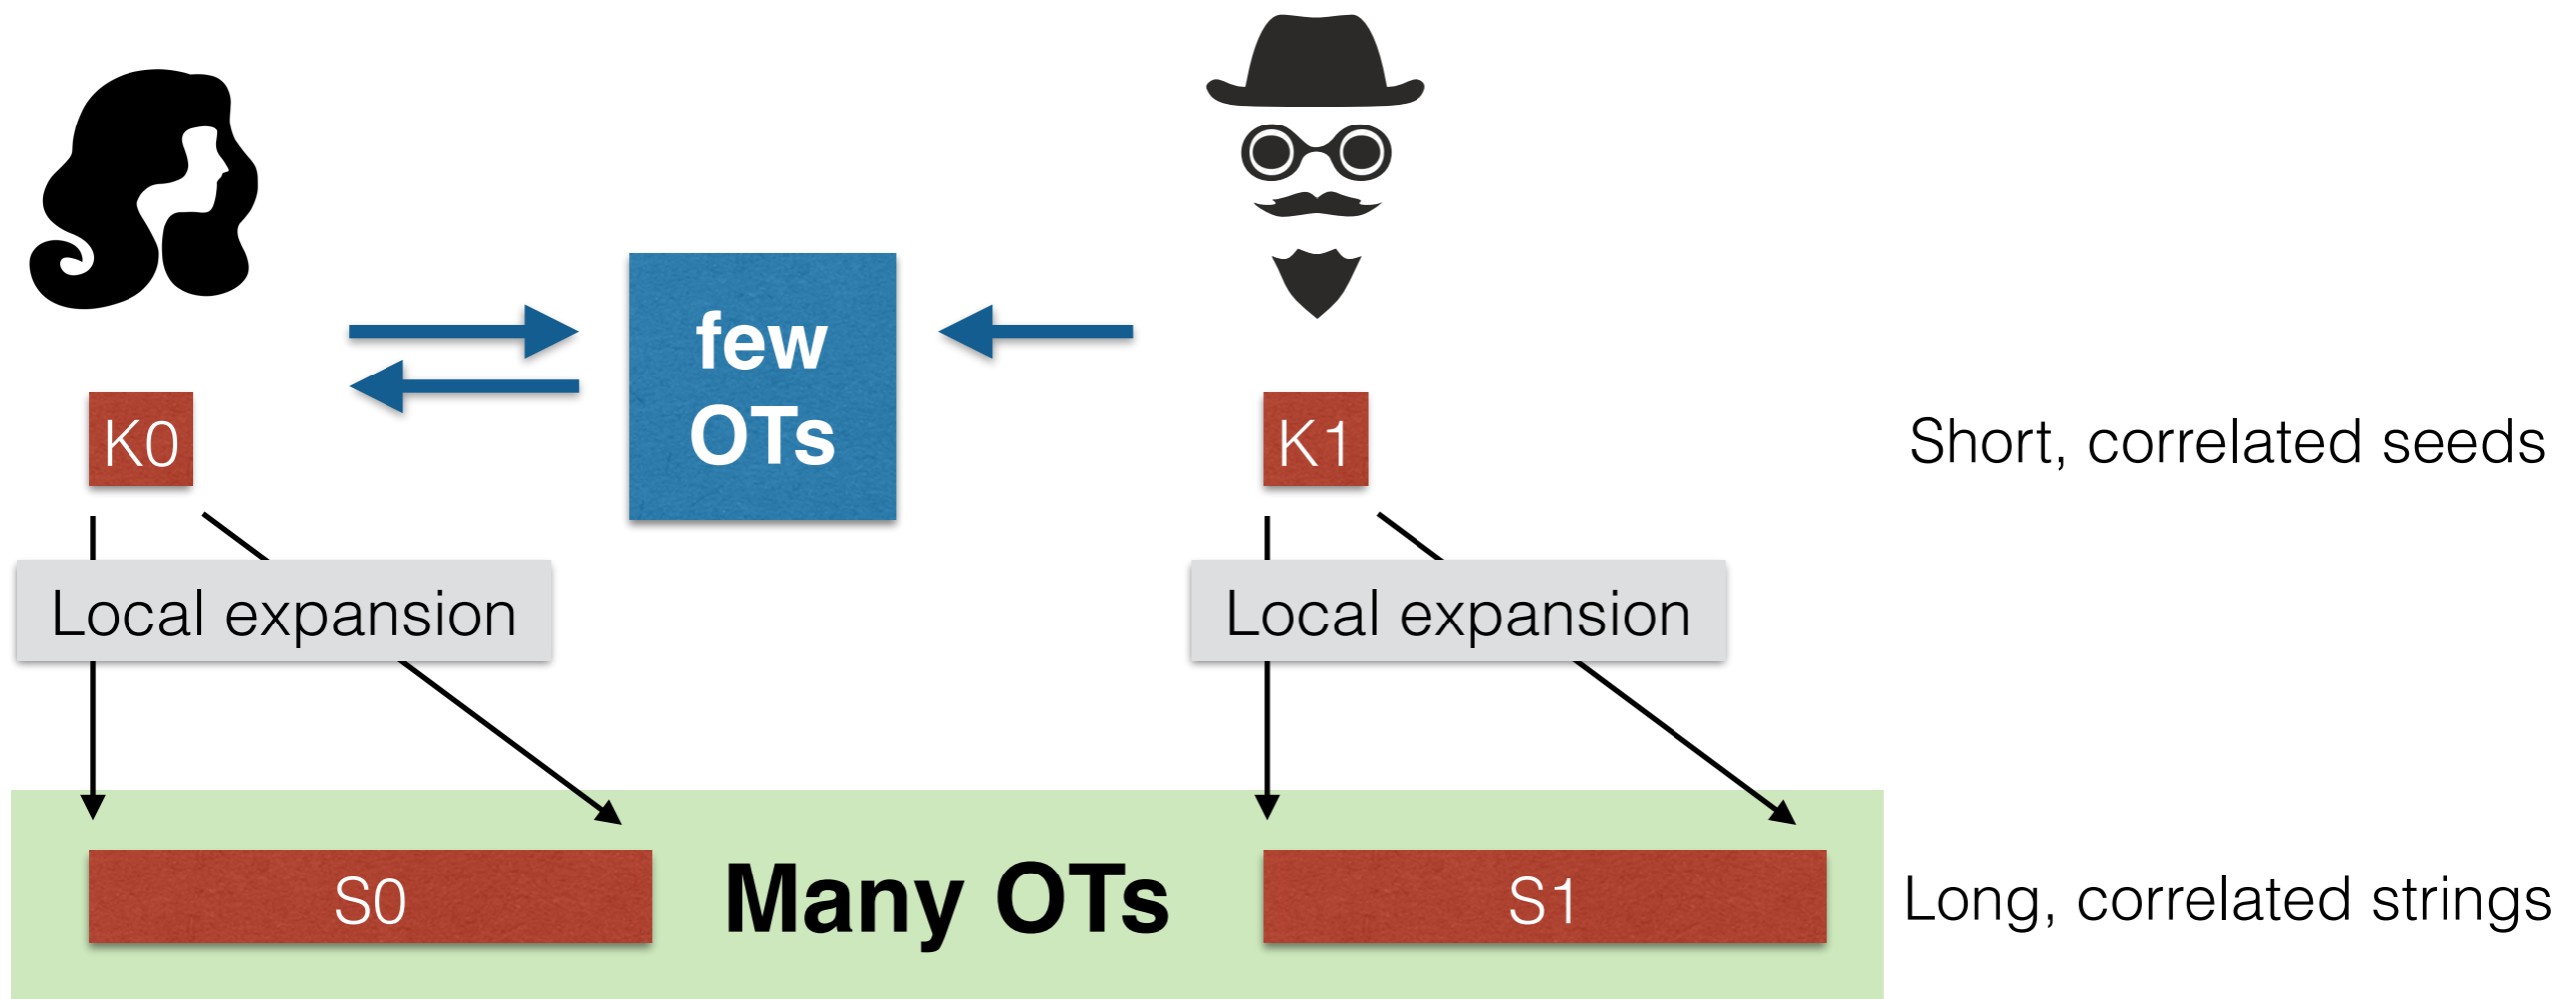 few
OTs
K0
K1
Short, correlated seeds
Local expansion
Local expansion
S0
Many OTs
S1
Long, correlated strings